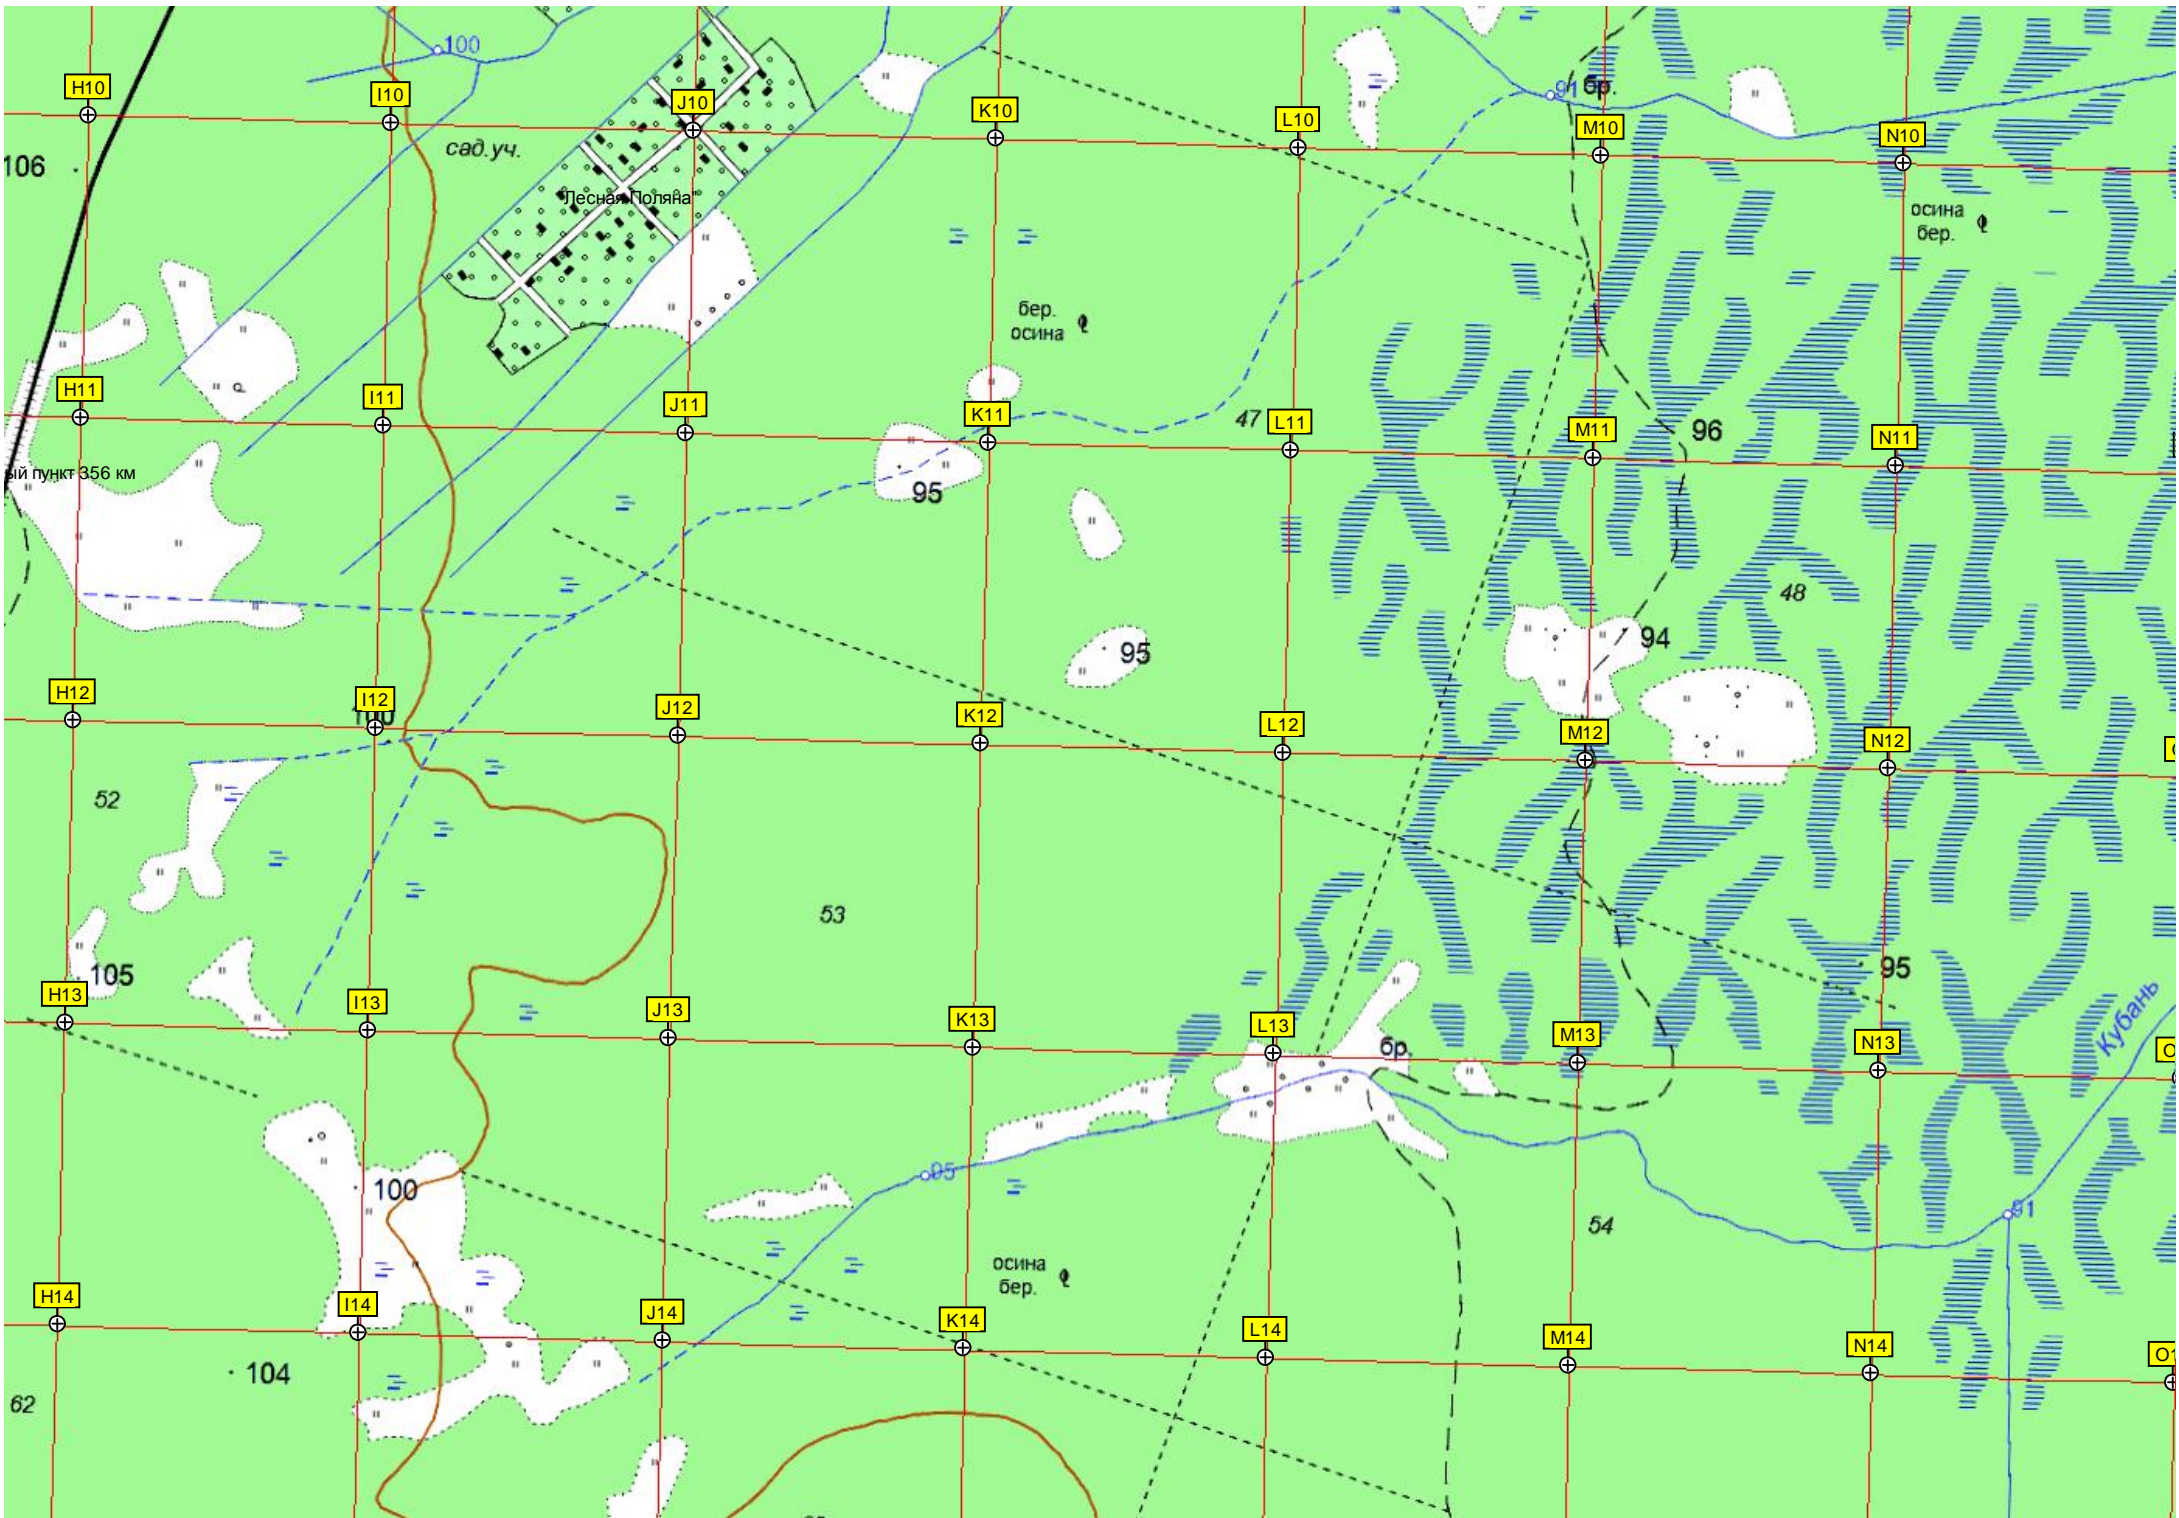 100
H10
I10
J10
K10
L10
M10
N10
91
бр.
106
сад.уч.
"Лесная Поляна"
осина
бер.
бер.
осина
H11
I11
J11
K11
L11
M11
N11
47
96
ый пункт 356 км
95
48
95
94
H12
I12
J12
K12
L12
M12
N12
100
52
53
105
95
Кубань
H13
I13
J13
K13
L13
M13
N13
O
бр.
100
95
54
91
осина
бер.
H14
I14
J14
K14
L14
M14
N14
104
62